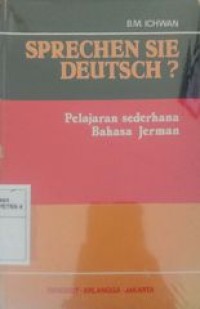 B.M. ICHWAN
SPRECHEN SIE
DEUTSCH ?
Pelajaran sederhana
Bahasa Jerman
ERLANGGA - JAKARTA